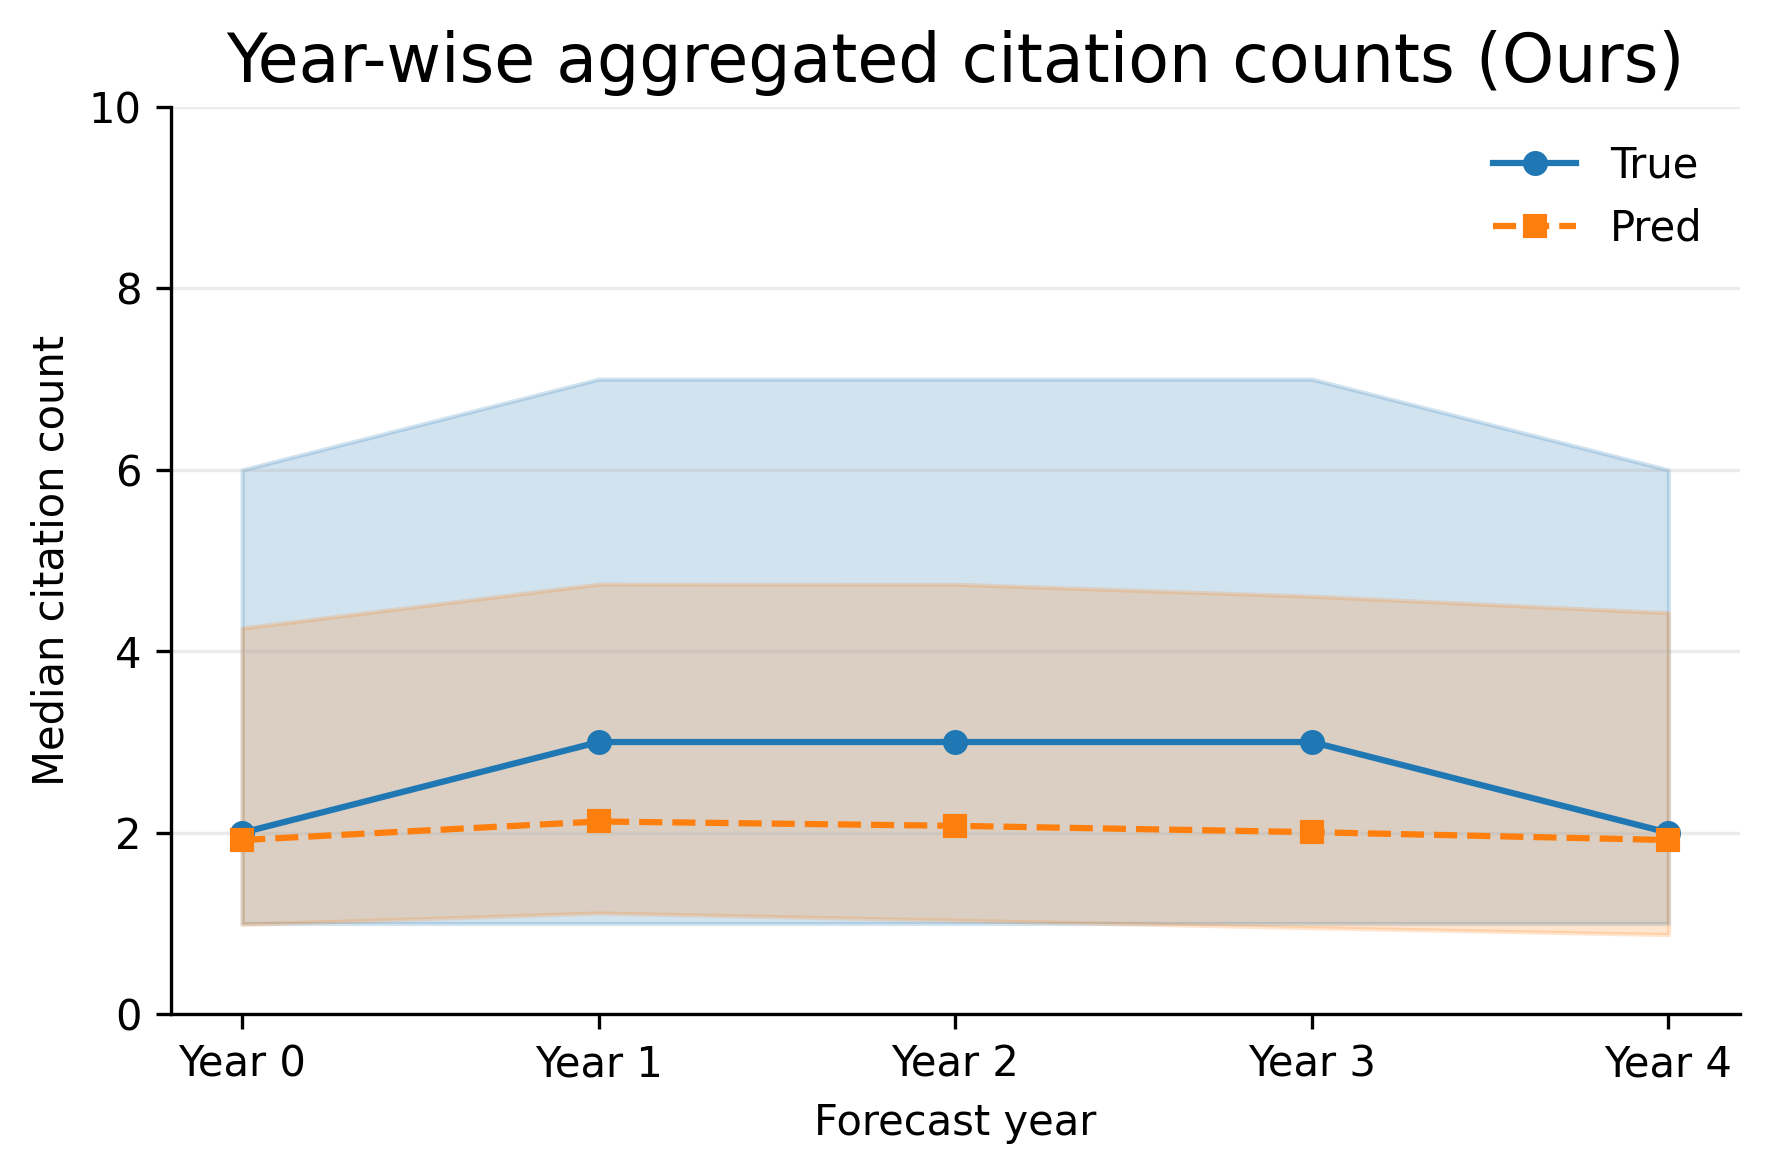 Year-wise aggregated citation counts (Ours)
10
8
6
4
2
0
Median citation count
True
Pred
Year 0
Year 1
Year 2
Year 3
Year 4
Forecast year